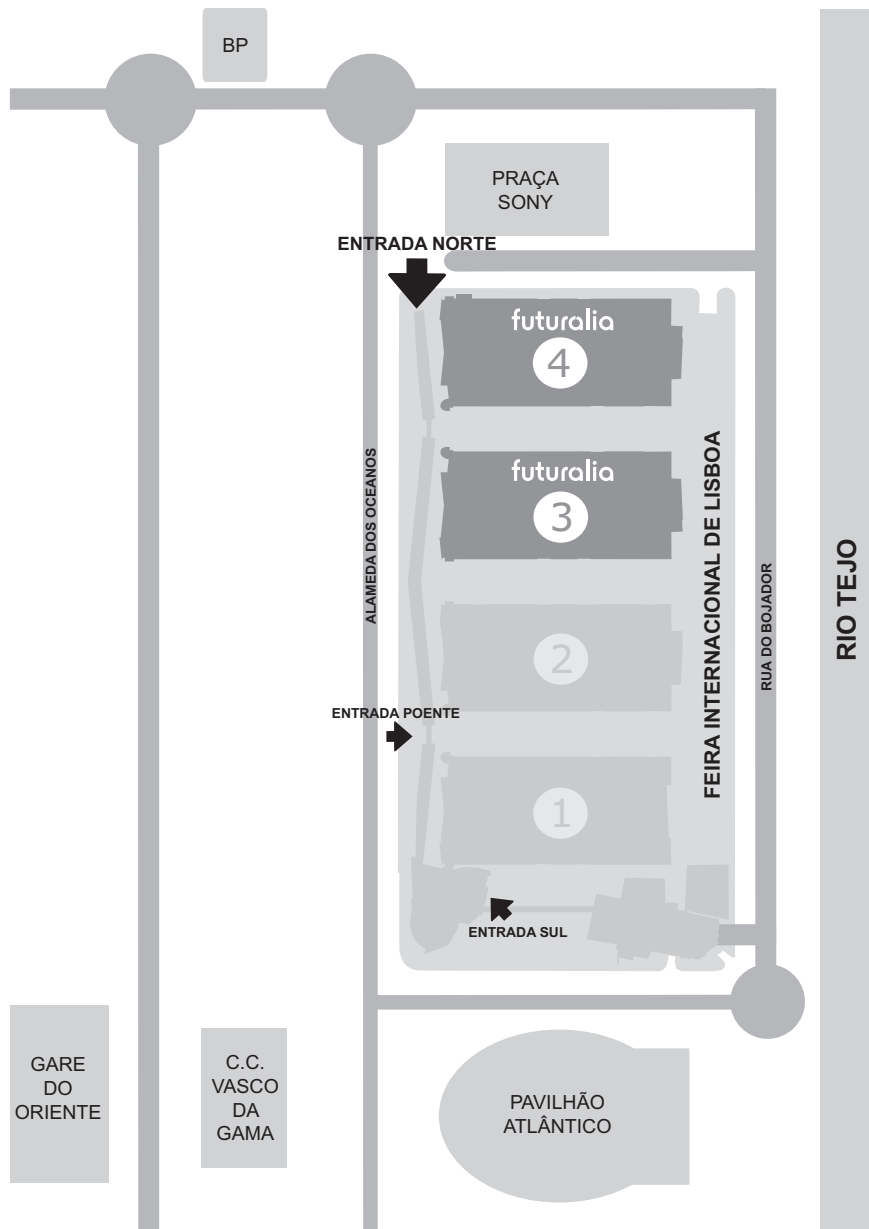 BP
PRAÇA
SONY
ENTRADA NORTE
futuralia
4
ALAMEDA DOS OCEANOS
futuralia
3
FEIRA INTERNACIONAL DE LISBOA
RUA DO BOJADOR
RIO TEJO
2
ENTRADA POENTE
1
ENTRADA SUL
GARE
DO
ORIENTE
C.C.
VASCO
DA
GAMA
PAVILHÃO
ATLÂNTICO